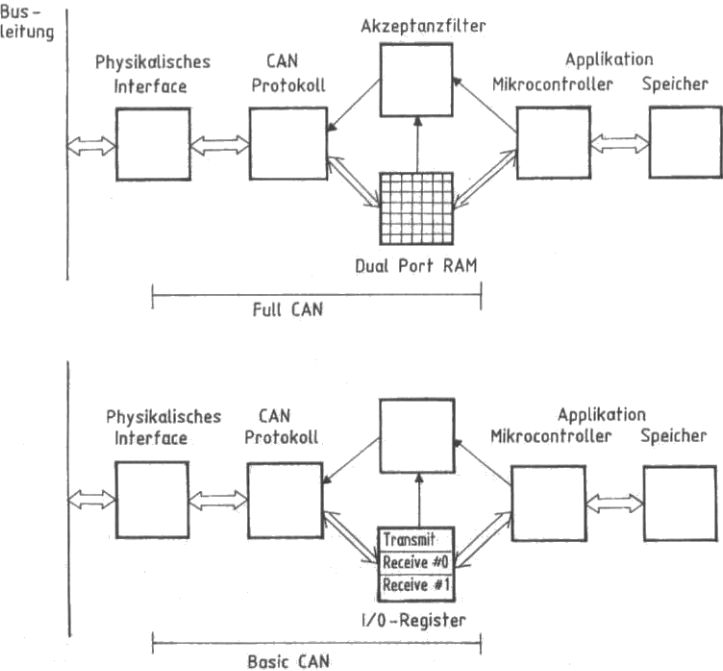 Bus-
leitung
Akzeptanzfilter
Physikalisches
Interface
CAN
Protokoll
Applikation
Mikrocontroller
Speicher
Dual Port RAM
Full CAN
Physikalisches
Interface
CAN
Protokoll
Applikation
Mikrocontroller
Speicher
Transmit
Receive #0
Receive #1
I/O-Register
Basic CAN